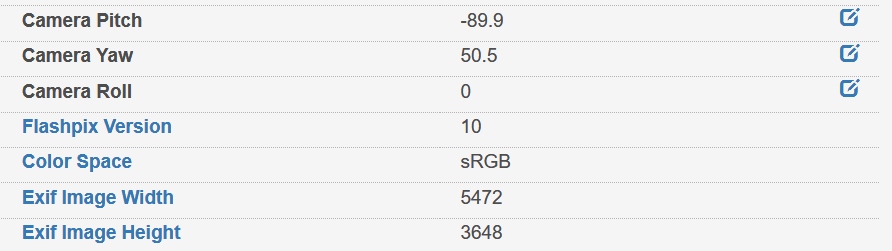 Camera Pitch -89.9
Camera Yaw 50.5
Camera Roll 0
Flashpix Version 10
Color Space sRGB
Exif Image Width 5472
Exif Image Height 3648